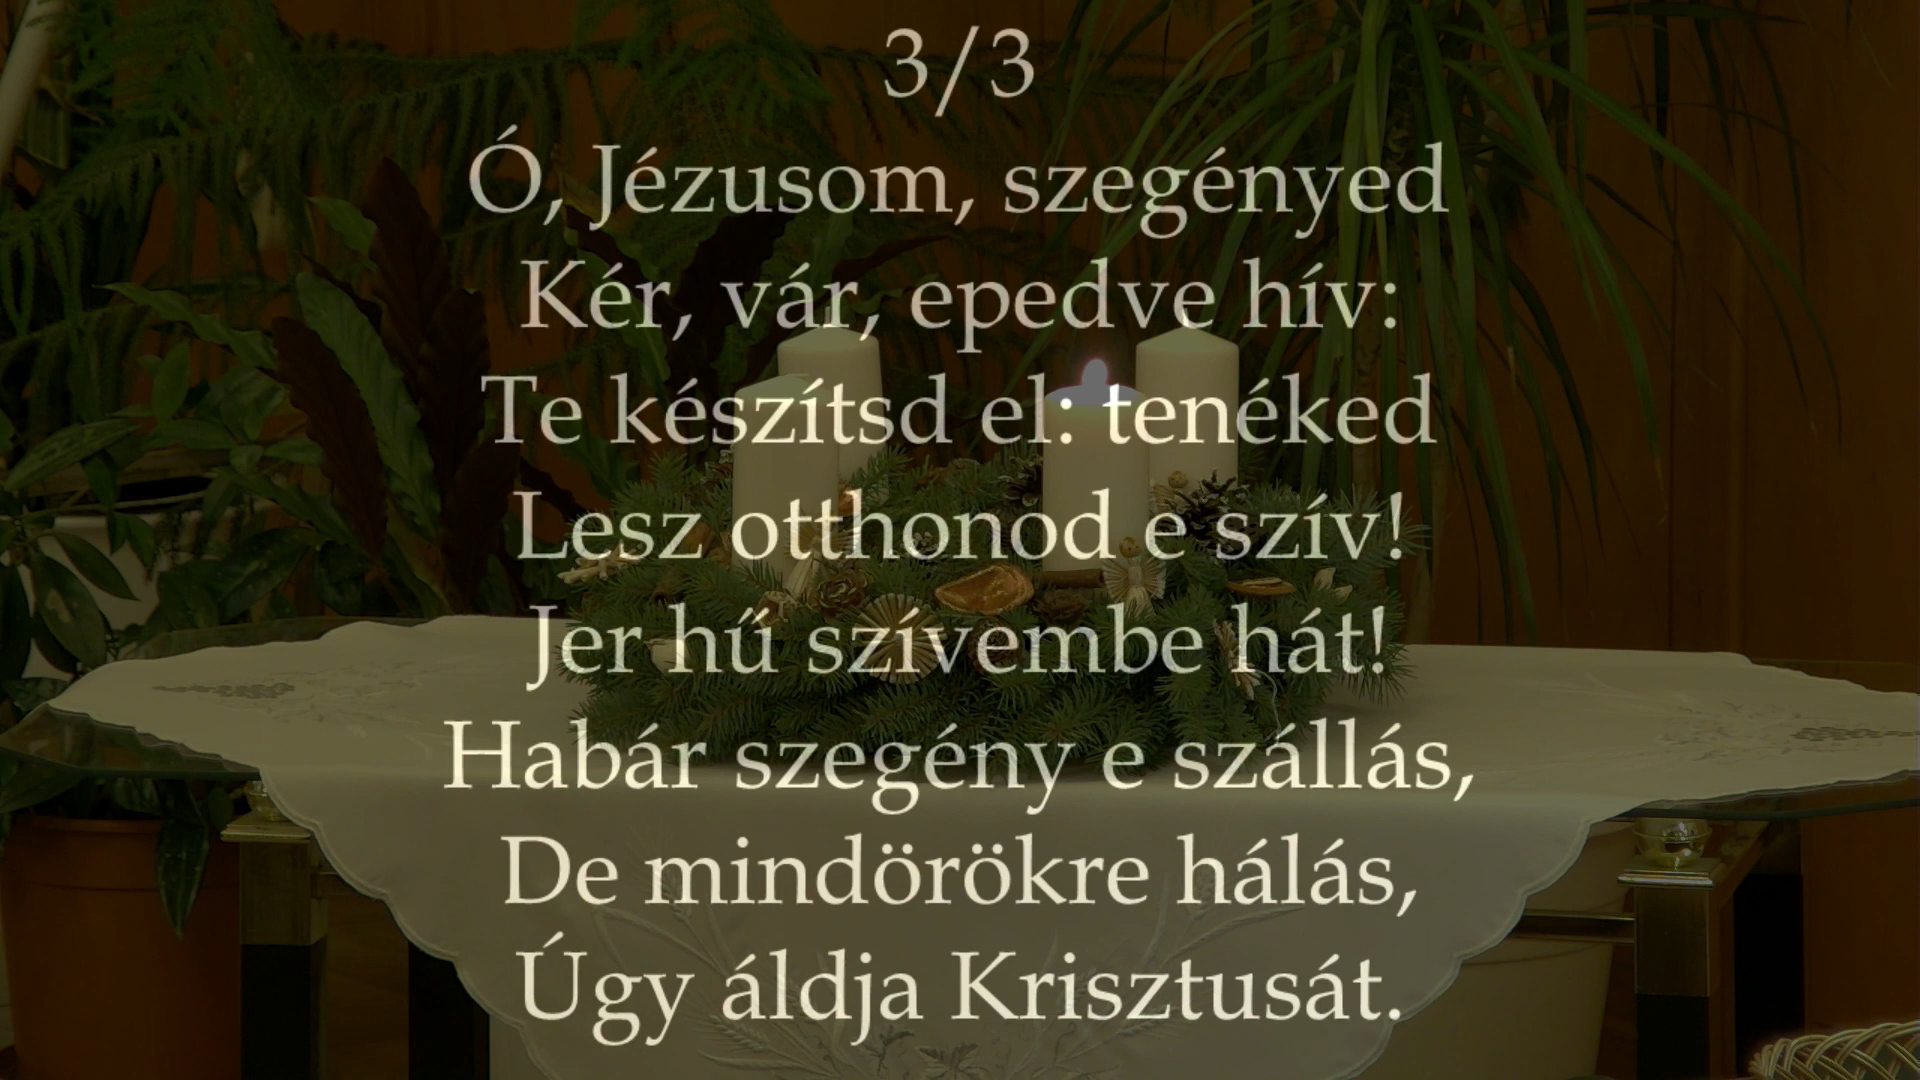 3/3
Ó, Jézusom, szegényed
Kér, vár, epedve hív:
Te készítsd el: tenéked
Lesz otthonod e szív!
Jer hű szívembe hát!
Habár szegény e szállás,
De mindörökre hálás,
Úgy áldja Krisztusát.